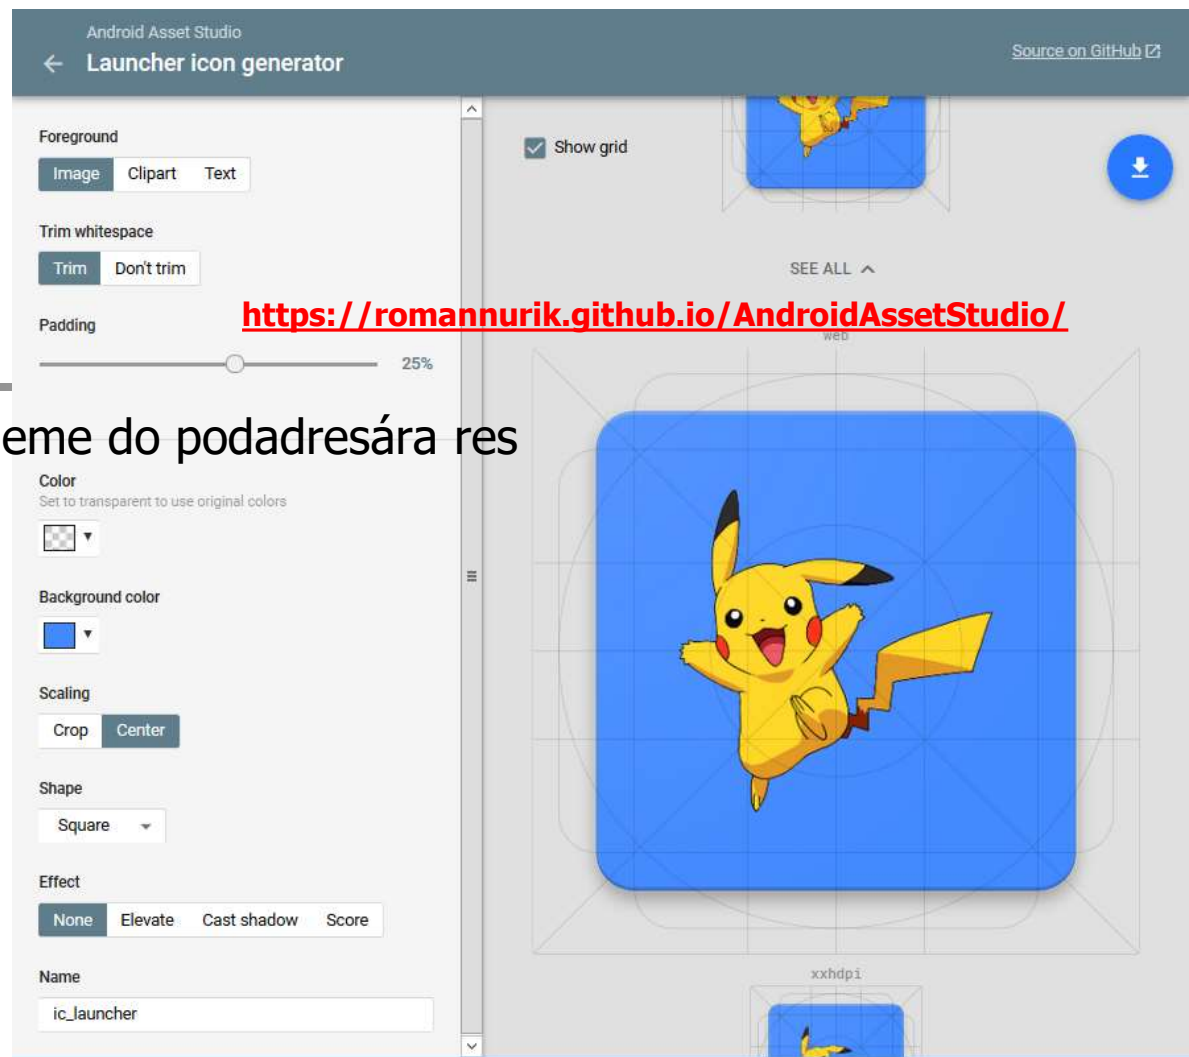 Android Asset Studio
Launcher icon generator
Source on GitHub
Foreground
Image Clipart Text
Show grid
Trim whitespace
Trim Don't trim
SEE ALL
https://romannurik.github.io/AndroidAssetStudio/
Padding
web
25%
eme do podadresára res
Color
Set to transparent to use original colors
Background color
Scaling
Crop Center
Shape
Square
Effect
None Elevate Cast shadow Score
Name
xxhdpi
ic_launcher